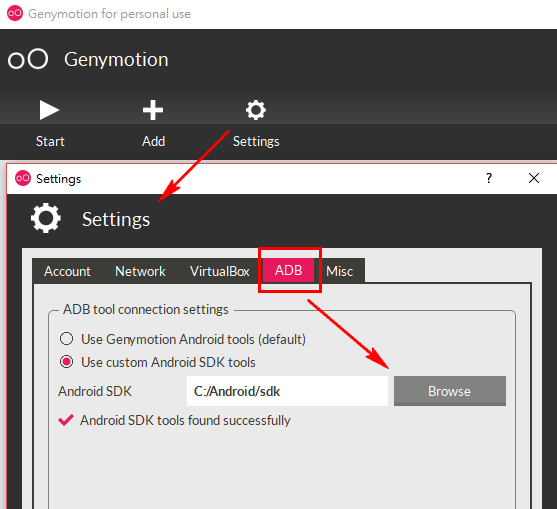 Genymotion for personal use
Genymotion
Start Add Settings
Settings ? ×
Settings
Account Network VirtualBox ADB Misc
ADB tool connection settings
Use Genymotion Android tools (default)
Use custom Android SDK tools
Android SDK C:/Android/sdk Browse
Android SDK tools found successfully